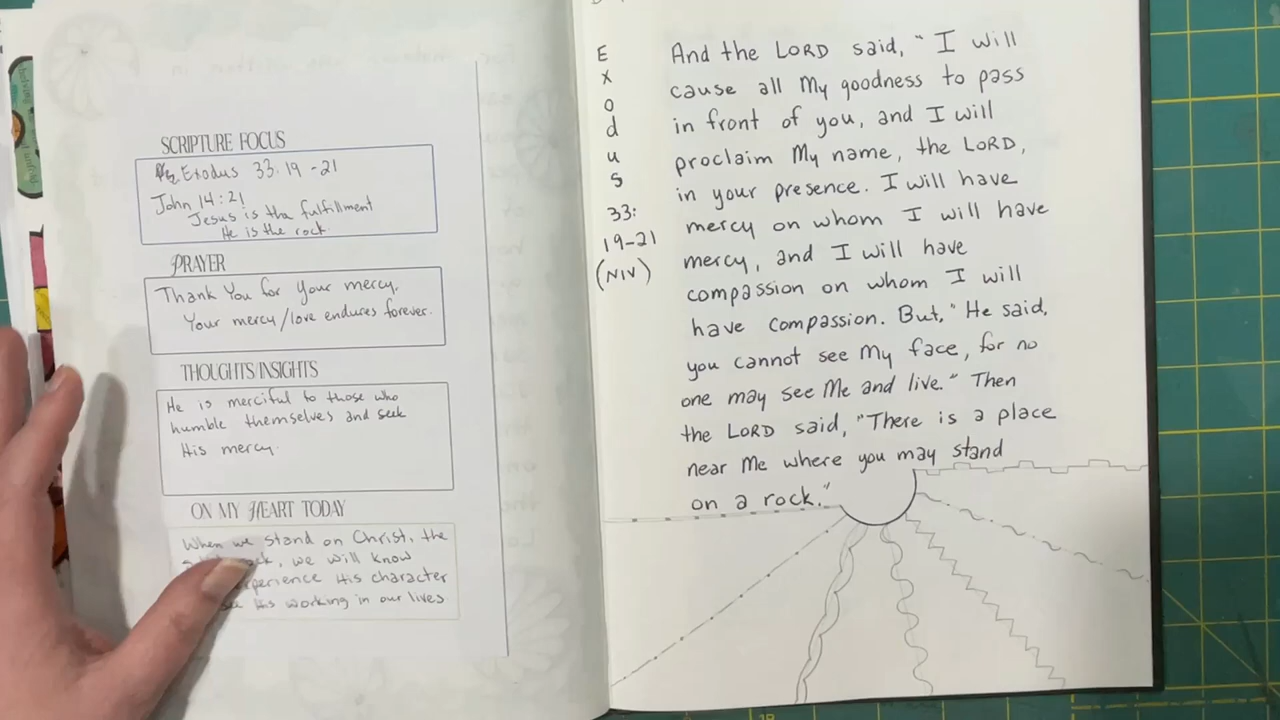 SCRIPTURE FOCUS
Exodus 33:19-21
John 14:21
Jesus is the fulfillment
He is the rock
PRAYER
Thank You for your mercy.
Your mercy/love endures forever.
THOUGHTS/INSIGHTS
He is merciful to those who
humble themselves and seek
His mercy.
ON MY HEART TODAY
When we stand on Christ, the
we will know
experience His character
His working in our lives
E
x
o
d
u
s
33:
19-21
(NIV)
And the LORD said, "I will
cause all My goodness to pass
in front of you, and I will
proclaim My name, the LORD,
in your presence. I will have
mercy on whom I will have
mercy, and I will have
compassion on whom I will
have compassion. But," He said,
you cannot see My face, for no
one may see Me and live." Then
the LORD said, "There is a place
near Me where you may stand
on a rock."